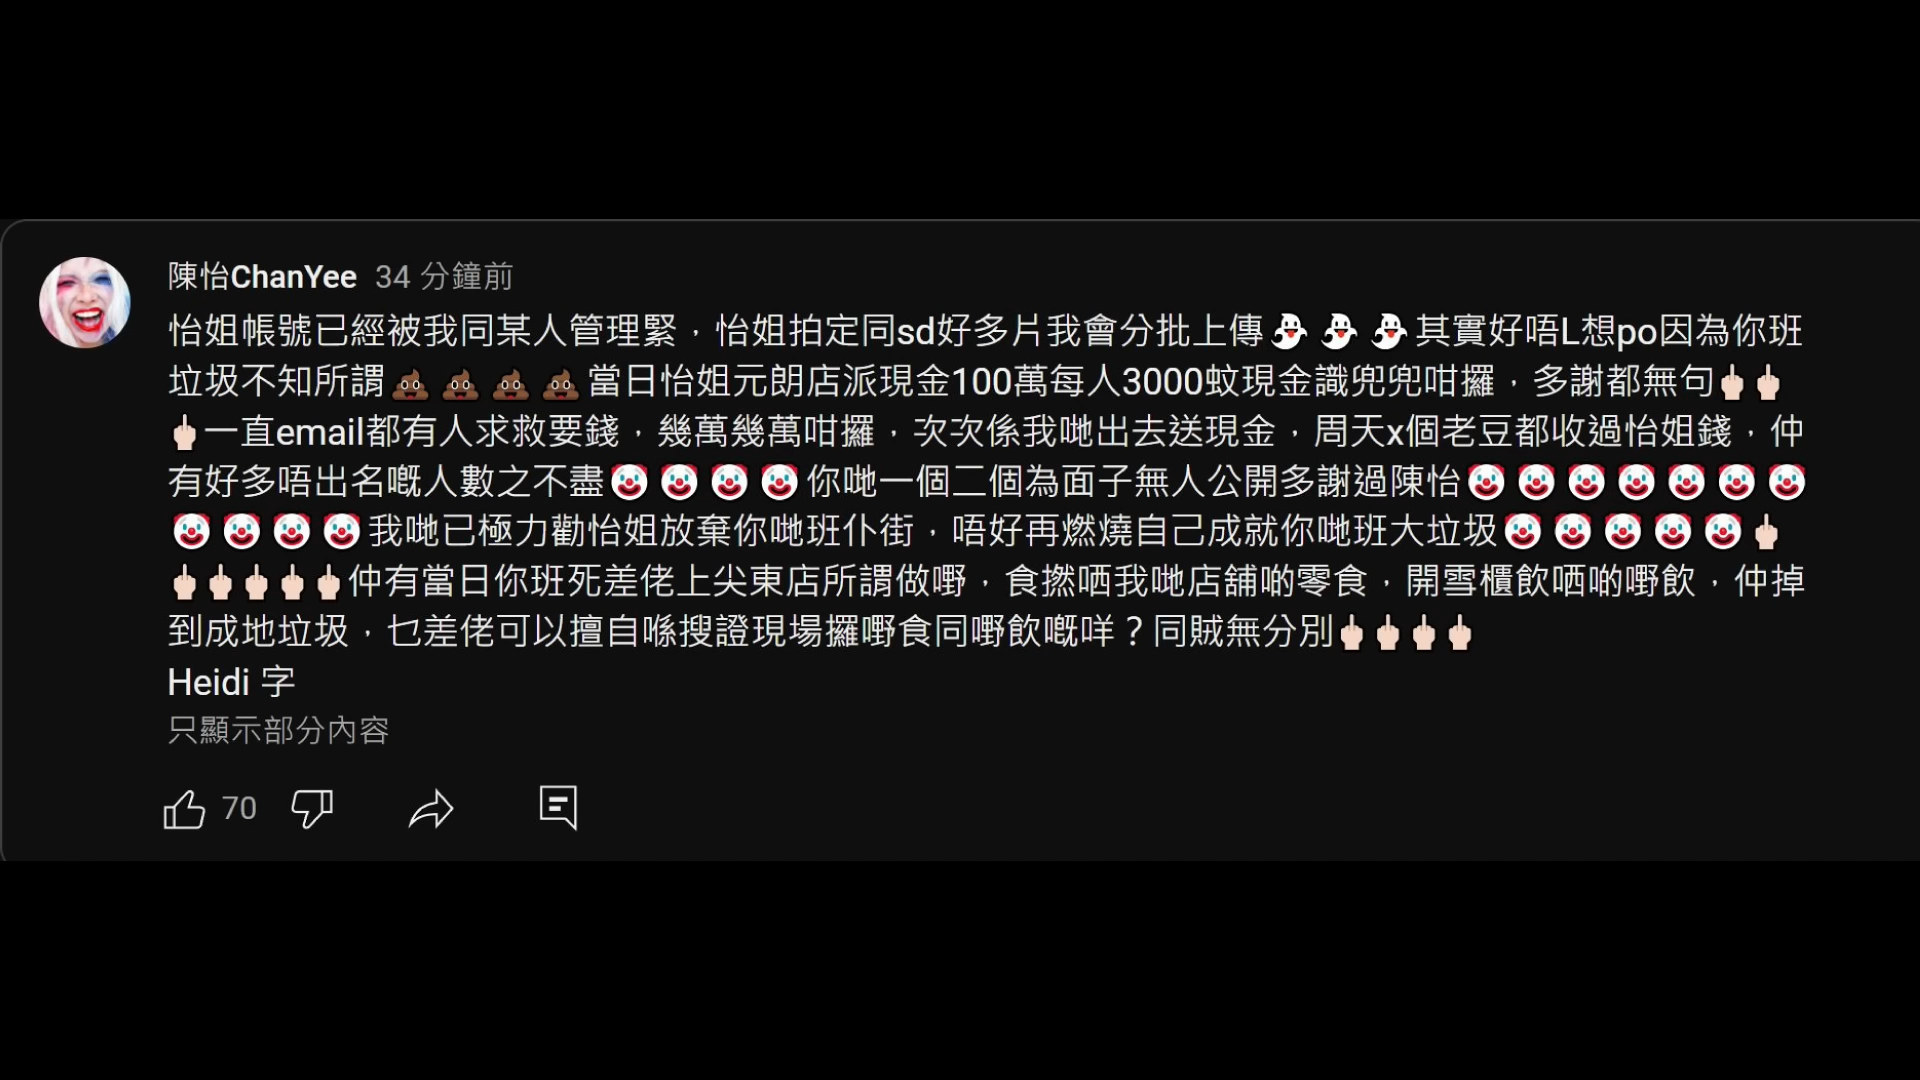 陳怡ChanYee 34 分鐘前
怡姐帳號已經被我同某人管理緊，怡姐拍定同sd好多片我會分批上傳👻👻👻其實好唔L想po因為你班
垃圾不知所謂💩💩💩💩當日怡姐元朗店派現金100萬每人3000蚊現金識兜兜咁攞，多謝都無句🖕🏻🖕🏻
🖕🏻一直email都有人求救要錢，幾萬幾萬咁攞，次次係我哋出去送現金，周天x個老豆都收過怡姐錢，仲
有好多唔出名嘅人數之不盡🤡🤡🤡🤡你哋一個二個為面子無人公開多謝過陳怡🤡🤡🤡🤡🤡🤡🤡
🤡🤡🤡🤡我哋已極力勸怡姐放棄你哋班仆街，唔好再燃燒自己成就你哋班大垃圾🤡🤡🤡🤡🤡🖕🏻
🖕🏻🖕🏻🖕🏻🖕🏻🖕🏻仲有當日你班死差佬上尖東店所謂做嘢，食撚哂我哋店舖啲零食，開雪櫃飲哂啲嘢飲，仲掉
到成地垃圾，乜差佬可以擅自喺搜證現場攞嘢食同嘢飲嘅咩？同賊無分別🖕🏻🖕🏻🖕🏻🖕🏻
Heidi 字
只顯示部分內容
70